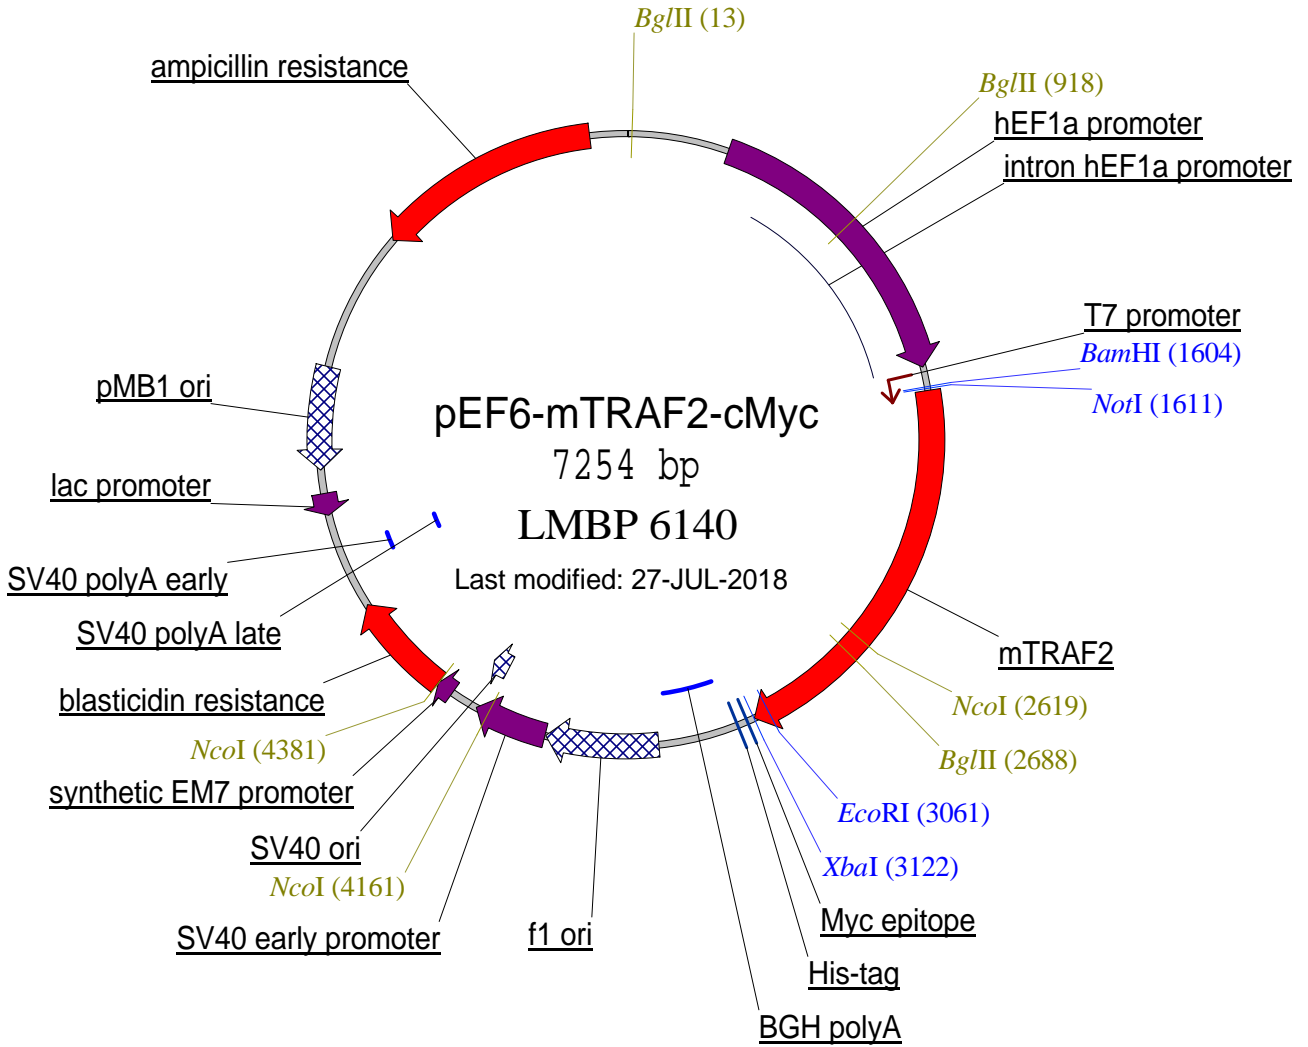 BglII (13)
ampicillin resistance
BglII (918)
hEF1a promoter
intron hEF1a promoter
T7 promoter
BamHI (1604)
NotI (1611)
pMB1 ori
pEF6-mTRAF2-cMyc
7254 bp
lac promoter
LMBP 6140
SV40 polyA early
Last modified: 27-JUL-2018
SV40 polyA late
mTRAF2
blasticidin resistance
NcoI (2619)
NcoI (4381)
BglII (2688)
synthetic EM7 promoter
EcoRI (3061)
SV40 ori
XbaI (3122)
NcoI (4161)
Myc epitope
SV40 early promoter
f1 ori
His-tag
BGH polyA